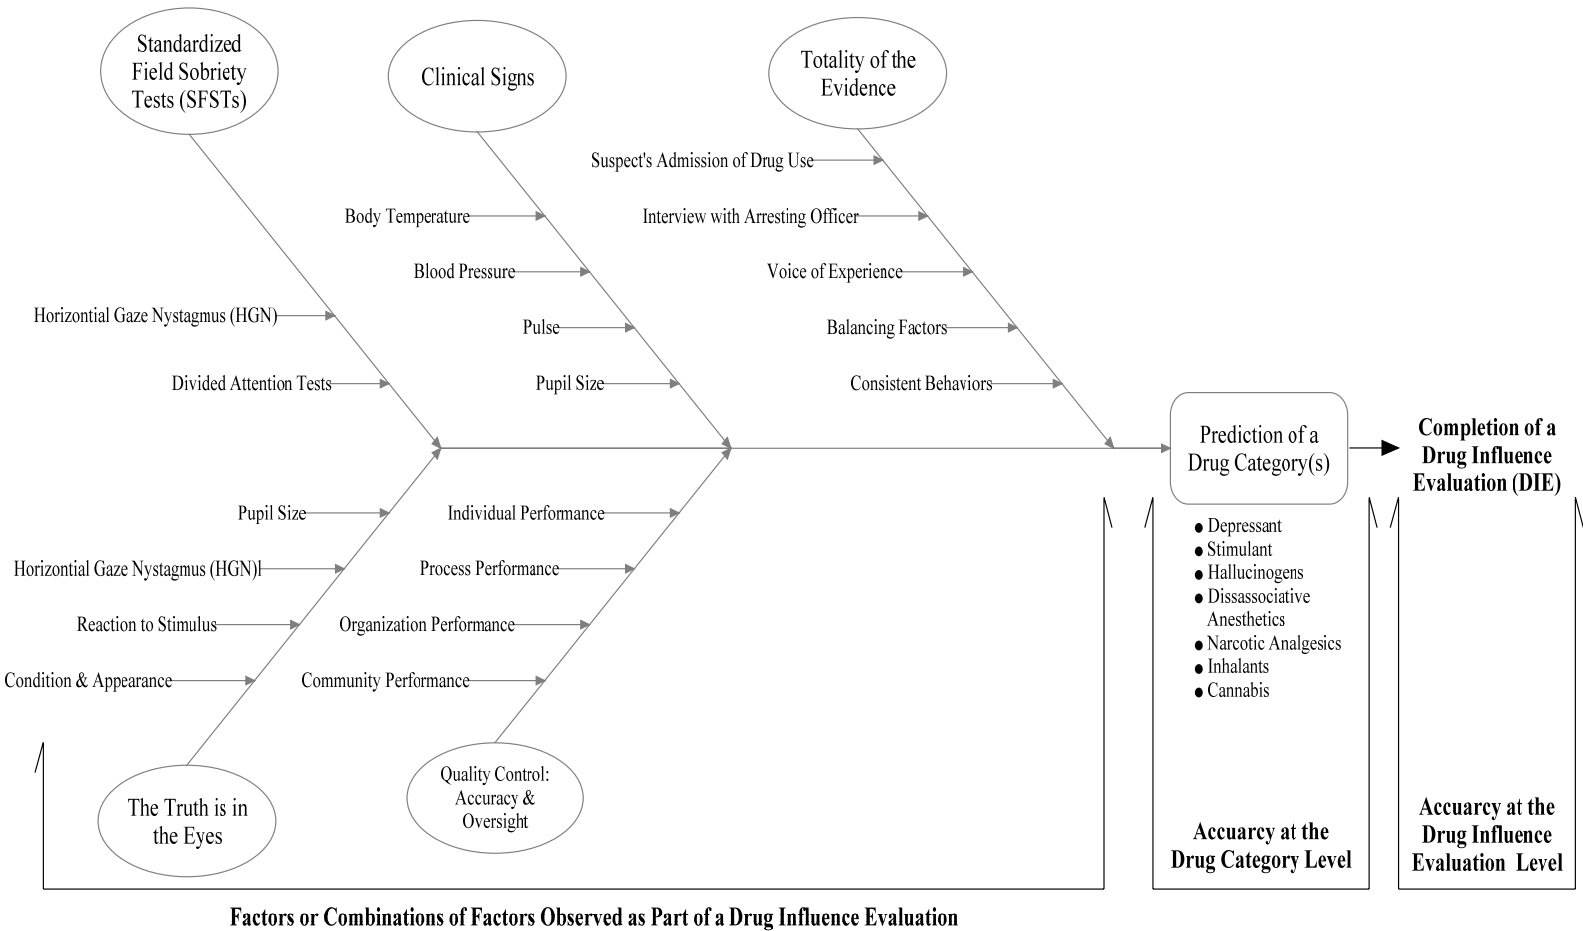 Standardized
Field Sobriety
Tests (SFSTs)
Clinical Signs
Totality of the
Evidence
Suspect's Admission of Drug Use
Body Temperature
Interview with Arresting Officer
Blood Pressure
Voice of Experience
Horizontial Gaze Nystagmus (HGN)
Pulse
Balancing Factors
Divided Attention Tests
Pupil Size
Consistent Behaviors
Prediction of a
Drug Category(s)
Completion of a
Drug Influence
Evaluation (DIE)
Pupil Size
Individual Performance
Horizontial Gaze Nystagmus (HGN)l
Process Performance
Reaction to Stimulus
Organization Performance
Condition & Appearance
Community Performance
● Depressant
● Stimulant
● Hallucinogens
● Dissassociative
Anesthetics
● Narcotic Analgesics
● Inhalants
● Cannabis
The Truth is in
the Eyes
Quality Control:
Accuracy &
Oversight
Accuarcy at the
Drug Category Level
Accuarcy at the
Drug Influence
Evaluation Level
Factors or Combinations of Factors Observed as Part of a Drug Influence Evaluation